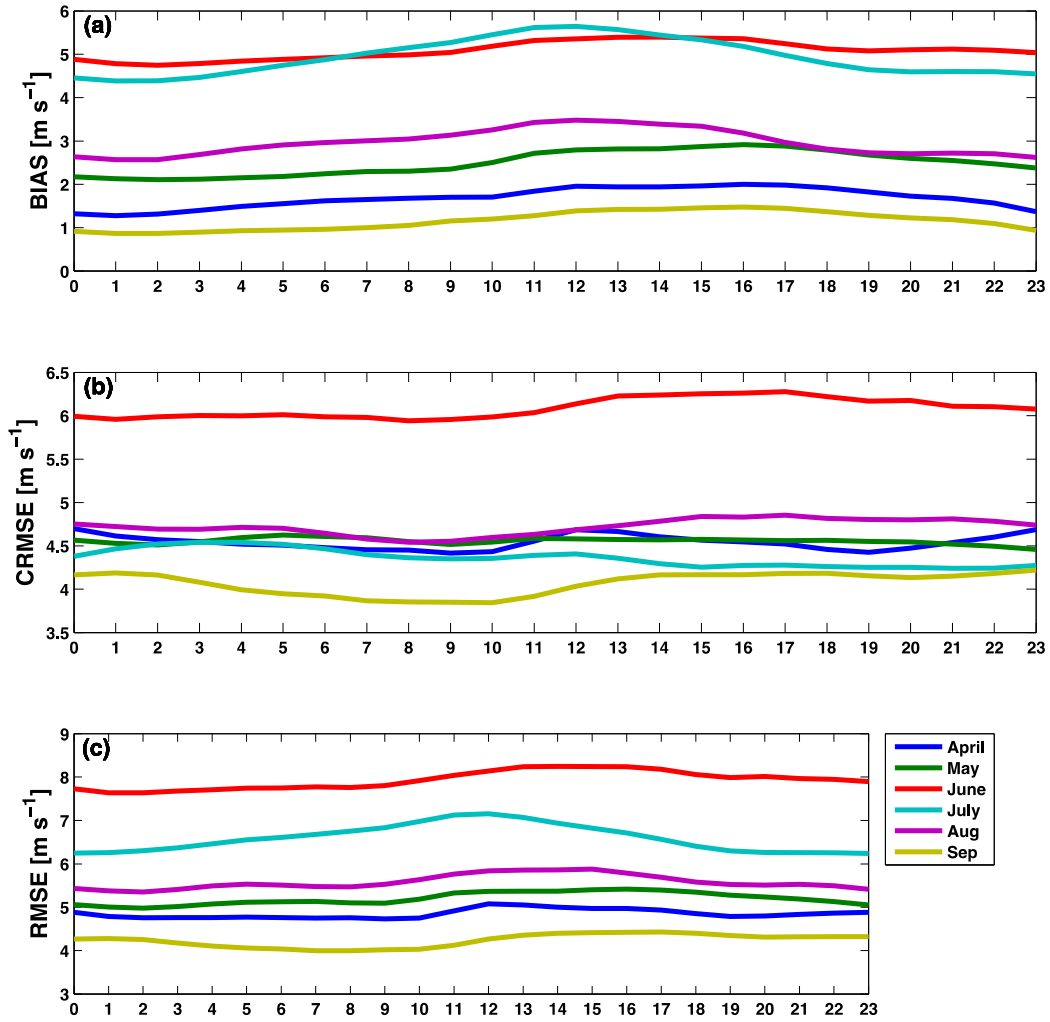 (a)
BIAS [m s⁻¹]
6
5
4
3
2
1
0
0 1 2 3 4 5 6 7 8 9 10 11 12 13 14 15 16 17 18 19 20 21 22 23
(b)
CRMSE [m s⁻¹]
6.5
6
5.5
5
4.5
4
3.5
0 1 2 3 4 5 6 7 8 9 10 11 12 13 14 15 16 17 18 19 20 21 22 23
(c)
RMSE [m s⁻¹]
9
8
7
6
5
4
3
0 1 2 3 4 5 6 7 8 9 10 11 12 13 14 15 16 17 18 19 20 21 22 23
April
May
June
July
Aug
Sep